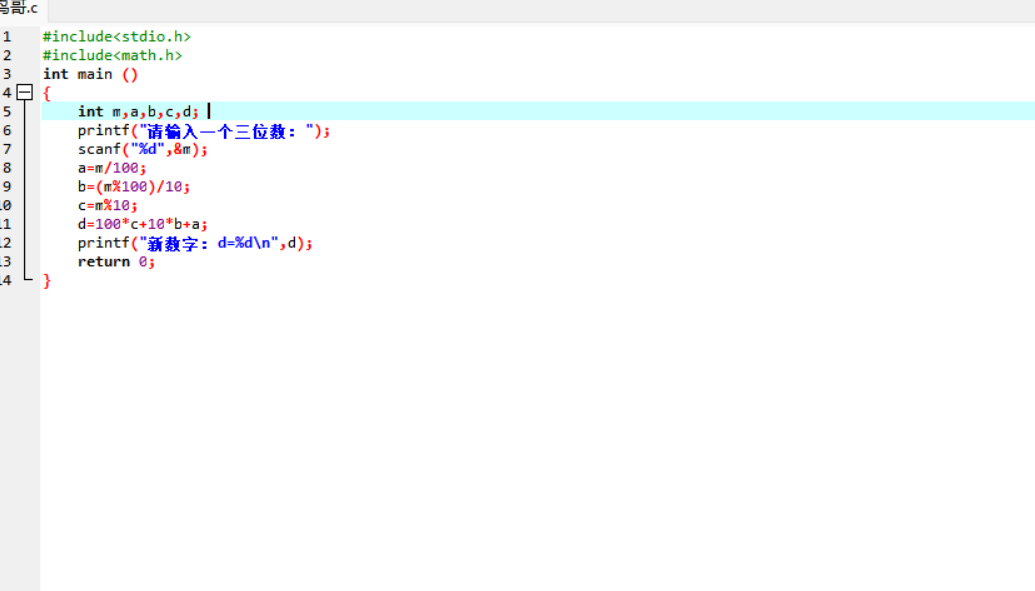 哥.c
1 #include<stdio.h>
2 #include<math.h>
3 int main ()
4 {
5 int m,a,b,c,d;
6 printf("请输入一个三位数：");
7 scanf("%d",&m);
8 a=m/100;
9 b=(m%100)/10;
10 c=m%10;
11 d=100*c+10*b+a;
12 printf("新数字：d=%d\n",d);
13 return 0;
14 }